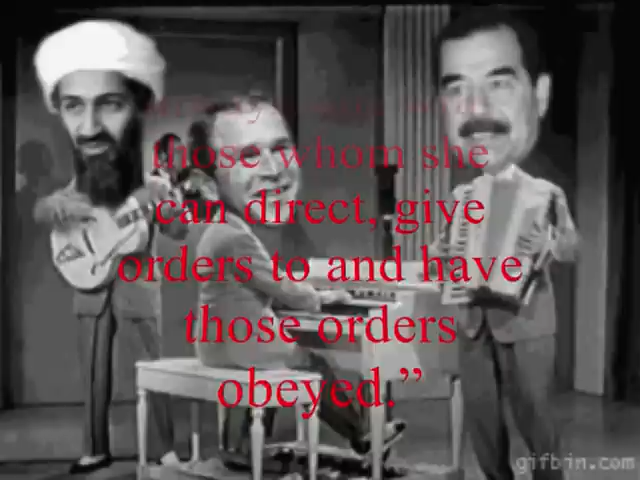 those whom she
can direct, give
orders to and have
those orders
obeyed.”
gifbin.com